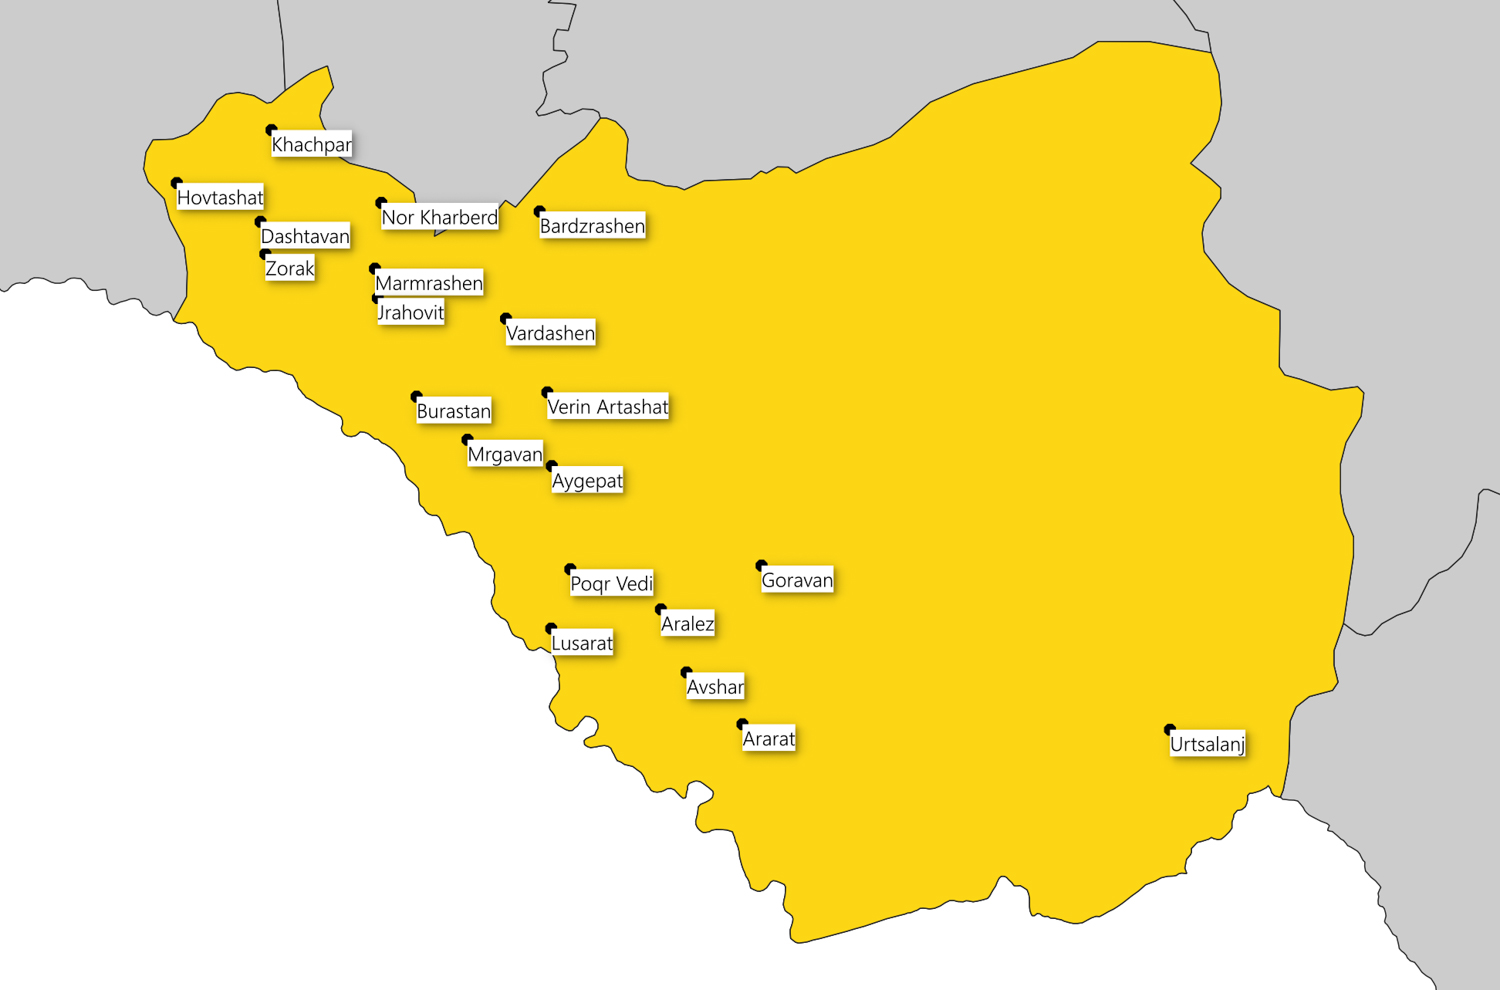 Khachpar
Hovtashat
Nor Kharberd
Bardzrashen
Dashtavan
Zorak
Marmrashen
Jrahovit
Vardashen
Burastan
Verin Artashat
Mrgavan
Aygepat
Poqr Vedi
Goravan
Aralez
Lusarat
Avshar
Ararat
Urtsalanj